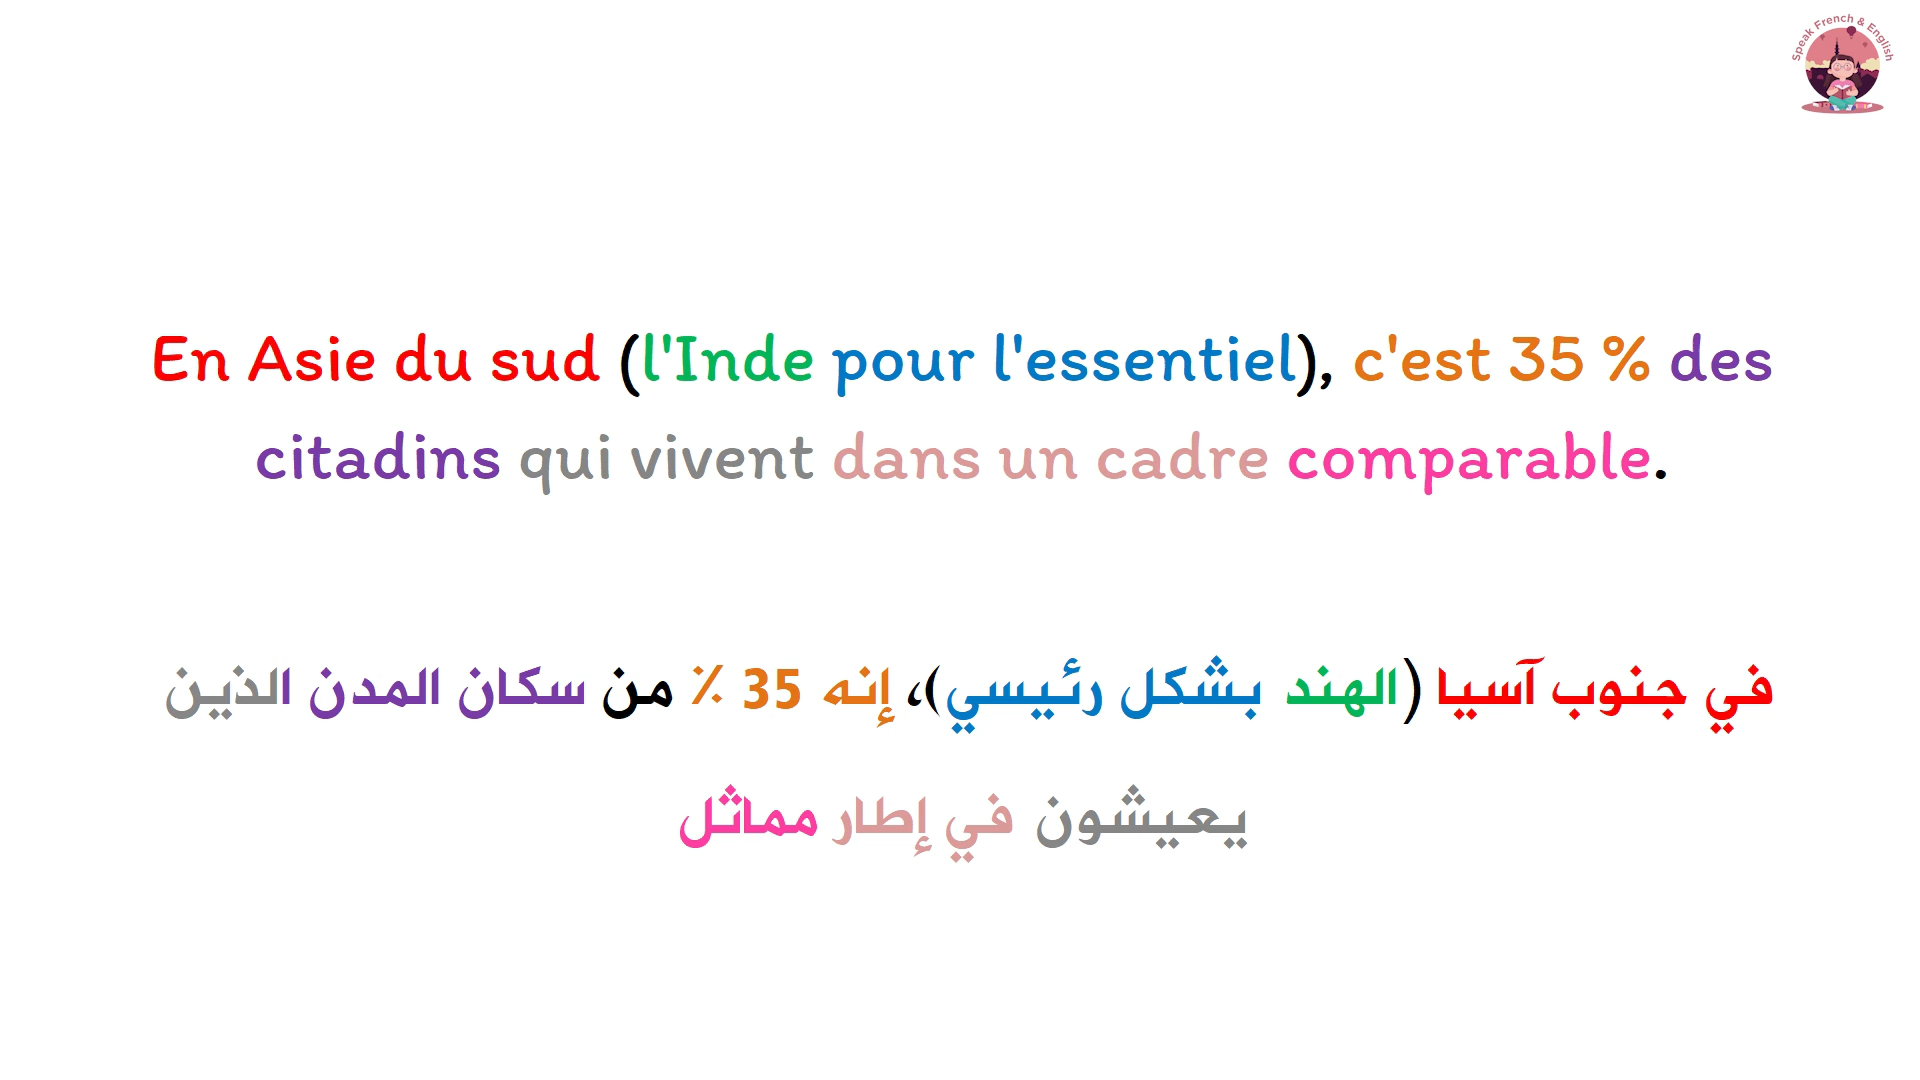 Speak French & English
En Asie du sud (l'Inde pour l'essentiel), c'est 35 % des
citadins qui vivent dans un cadre comparable.
في جنوب آسيا (الهند بشكل رئيسي)، إنه 35 ٪ من سكان المدن الذين
يعيشون في إطار مماثل